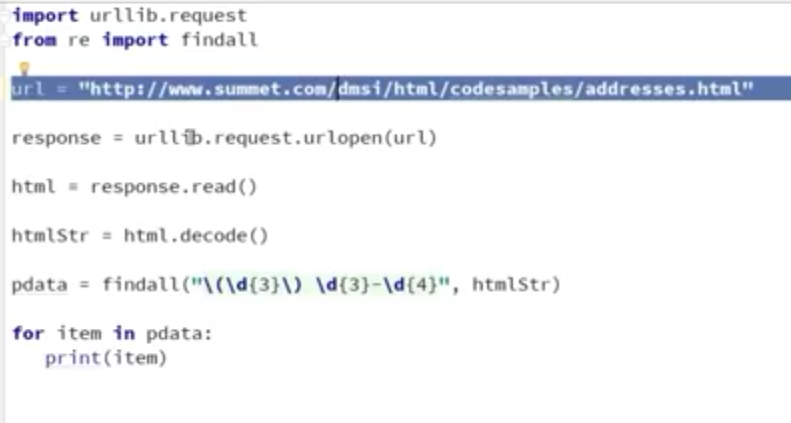 import urllib.request
from re import findall
url = "http://www.summet.com/dmsi/html/codesamples/addresses.html"
response = urllib.request.urlopen(url)
html = response.read()
htmlStr = html.decode()
pdata = findall("\(\d{3}\) \d{3}-\d{4}", htmlStr)
for item in pdata:
   print(item)